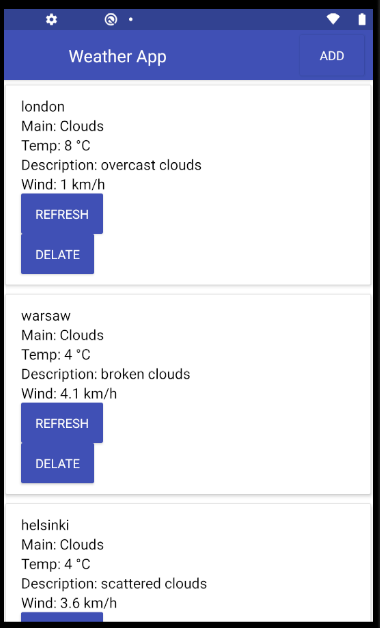 Weather App
ADD
london
Main: Clouds
Temp: 8 °C
Description: overcast clouds
Wind: 1 km/h
REFRESH
DELATE
warsaw
Main: Clouds
Temp: 4 °C
Description: broken clouds
Wind: 4.1 km/h
REFRESH
DELATE
helsinki
Main: Clouds
Temp: 4 °C
Description: scattered clouds
Wind: 3.6 km/h